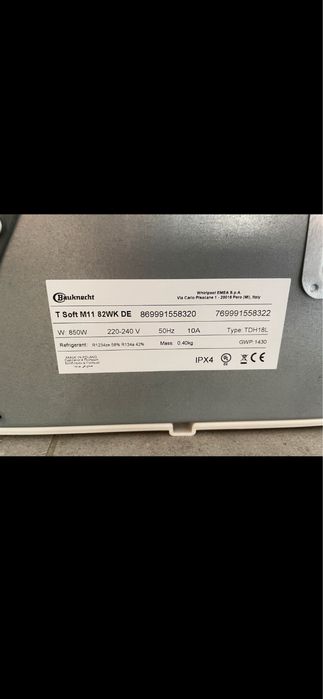 Bauknecht
Whirlpool EMEA S.p.A.
Via Carlo Pisacane 1 - 20016 Pero (MI), Italy
T Soft M11 82WK DE 869991558320 769991558322
W: 850W 220-240 V 50Hz 10A Type: TDH18L
Refrigerant: R1234ze 58% R134a 42% Mass 0.40kg GWP: 1430
MADE IN POLAND
IPX4
CE